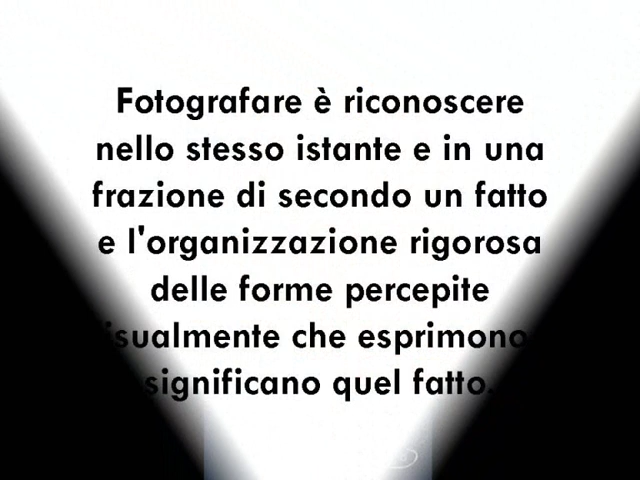 Fotografare è riconoscere
nello stesso istante e in una
frazione di secondo un fatto
e l'organizzazione rigorosa
delle forme percepite
isualmente che esprimono
significano quel fatto.